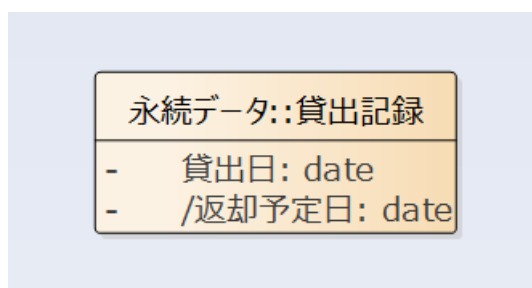 永続データ::貸出記録
- 貸出日: date
- /返却予定日: date